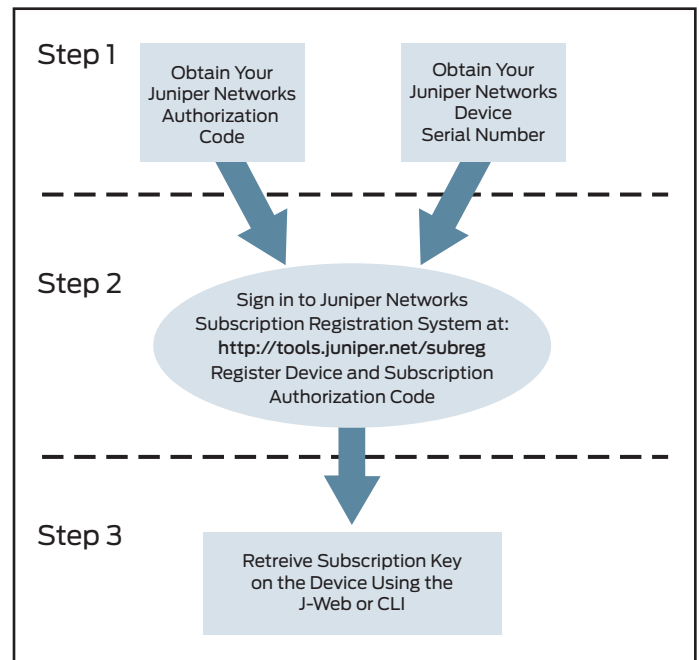 Step 1
Obtain Your
Juniper Networks
Authorization
Code
Obtain Your
Juniper Networks
Device
Serial Number
Step 2
Sign in to Juniper Networks
Subscription Registration System at:
http://tools.juniper.net/subreg
Register Device and Subscription
Authorization Code
Step 3
Retreive Subscription Key
on the Device Using the
J-Web or CLI